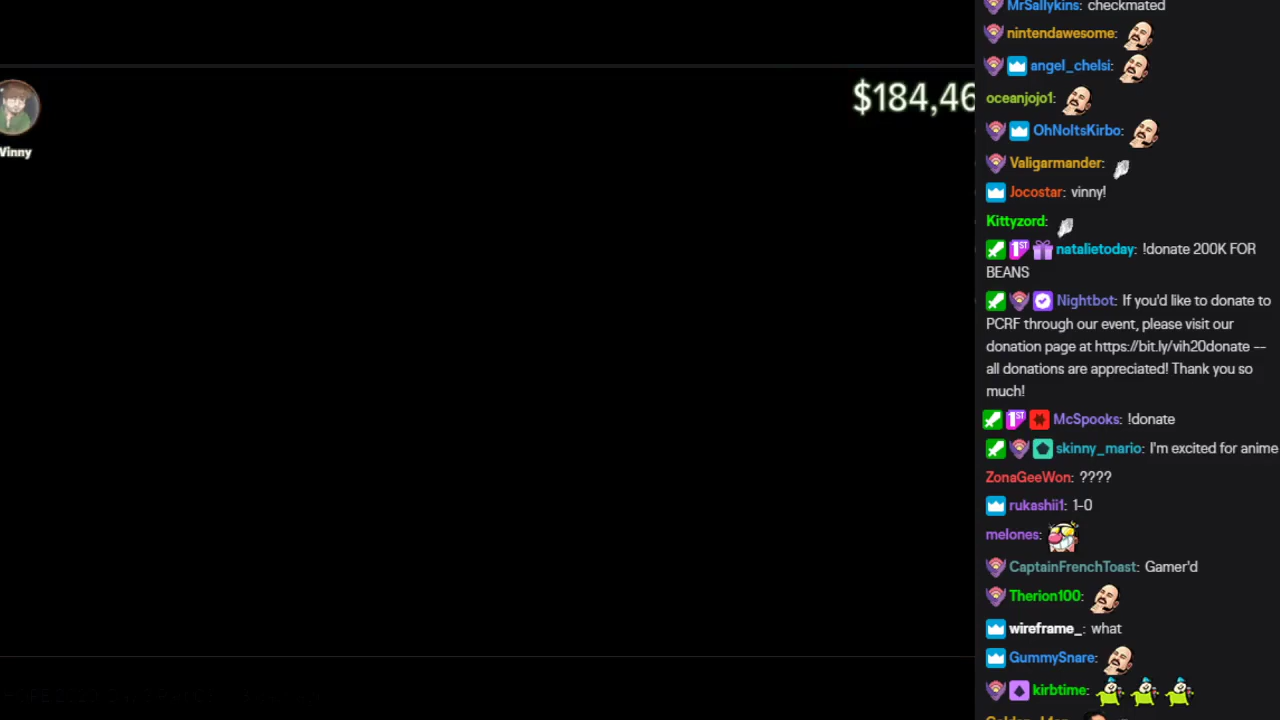 MrSallykins: checkmated
nintendawesome:
angel_chelsi:
$184,46
oceanjojo1:
OhNoItsKirbo:
Winny
Valigarmander:
Jocostar: vinny!
Kittyzord:
1ST natalietoday: !donate 200K FOR
BEANS
Nightbot: If you'd like to donate to
PCRF through our event, please visit our
donation page at https://bit.ly/vih20donate --
all donations are appreciated! Thank you so
much!
1ST McSpooks: !donate
skinny_mario: I'm excited for anime
ZonaGeeWon: ????
rukashii1: 1-0
melones:
CaptainFrenchToast: Gamer'd
Therion100:
wireframe_: what
GummySnare:
kirbtime: